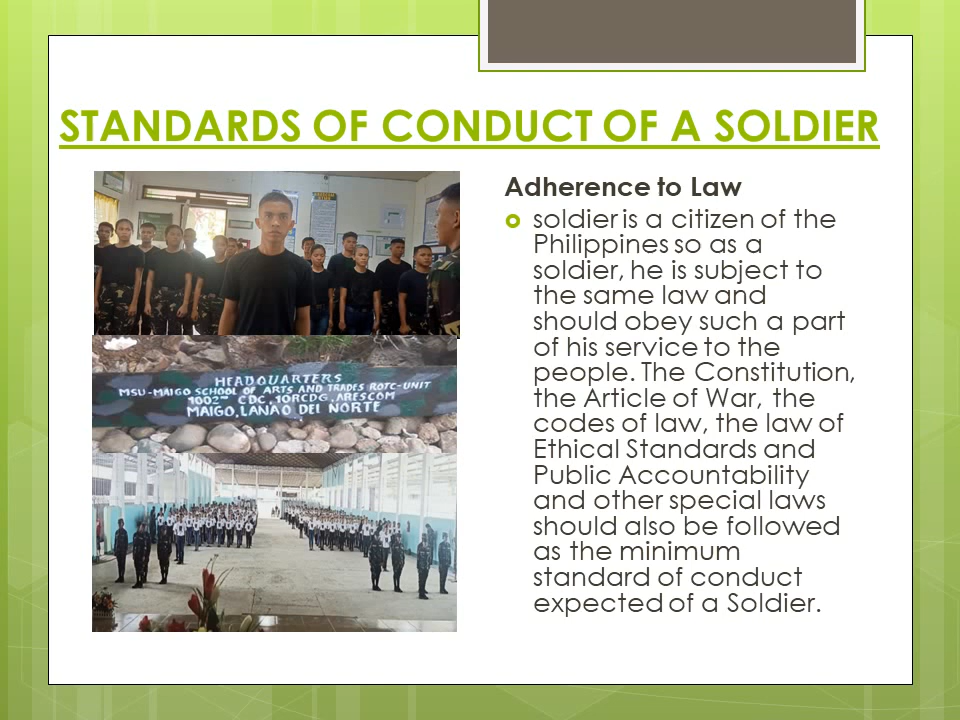 STANDARDS OF CONDUCT OF A SOLDIER
HEADQUARTERS
MSU-MAIGO SCHOOL OF ARTS AND TRADES ROTC-UNIT
1002ND CDC, 10RCDG, ARESCOM
MAIGO, LANAO DEL NORTE
Adherence to Law
soldier is a citizen of the
Philippines so as a
soldier, he is subject to
the same law and
should obey such a part
of his service to the
people. The Constitution,
the Article of War, the
codes of law, the law of
Ethical Standards and
Public Accountability
and other special laws
should also be followed
as the minimum
standard of conduct
expected of a Soldier.